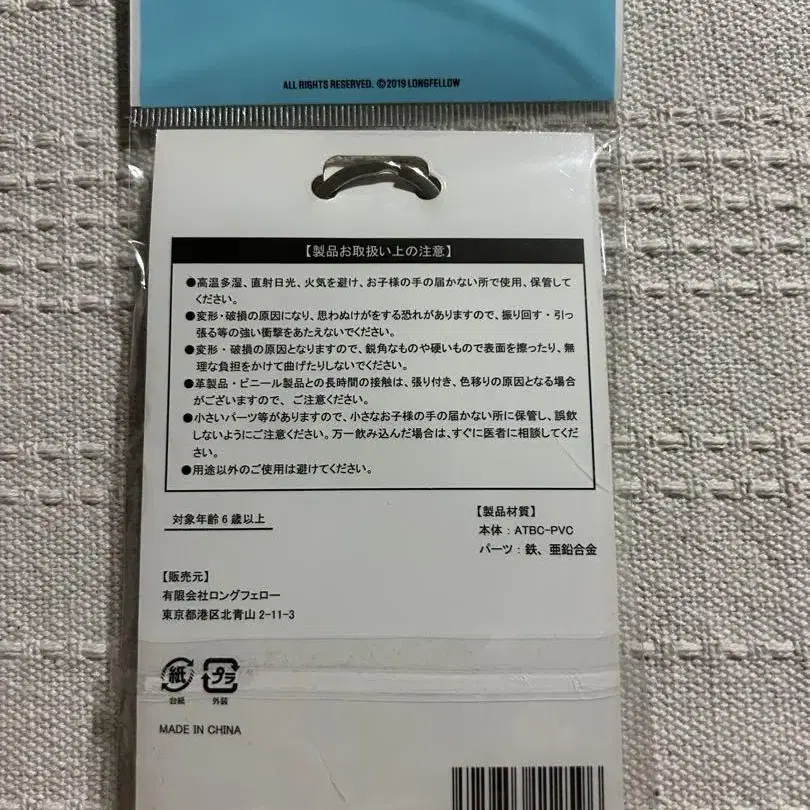 ALL RIGHTS RESERVED. ©2019 LONGFELLOW
【製品お取扱い上の注意】
●高温多湿、直射日光、火気を避け、お子様の手の届かない所で使用、保管して
ください。
●変形・破損の原因になり、思わぬけがをする恐れがありますので、振り回す・引っ
張る等の強い衝撃をあたえないでください。
●変形・破損の原因となりますので、鋭角なものや硬いもので表面を擦ったり、無
理な負担をかけて曲げたりしないでください。
●革製品・ビニール製品との長時間の接触は、張り付き、色移りの原因となる場合
がございますので、ご注意ください。
●小さいパーツ等がありますので、小さなお子様の手の届かない所に保管し、誤飲
しないようにご注意ください。万一飲み込んだ場合は、すぐに医者に相談してくだ
さい。
●用途以外のご使用は避けてください。
対象年齢6歳以上
【製品材質】
本体：ATBC-PVC
パーツ：鉄、亜鉛合金
【販売元】
有限会社ロングフェロー
東京都港区北青山2-11-3
紙 プラ
台紙 外装
MADE IN CHINA